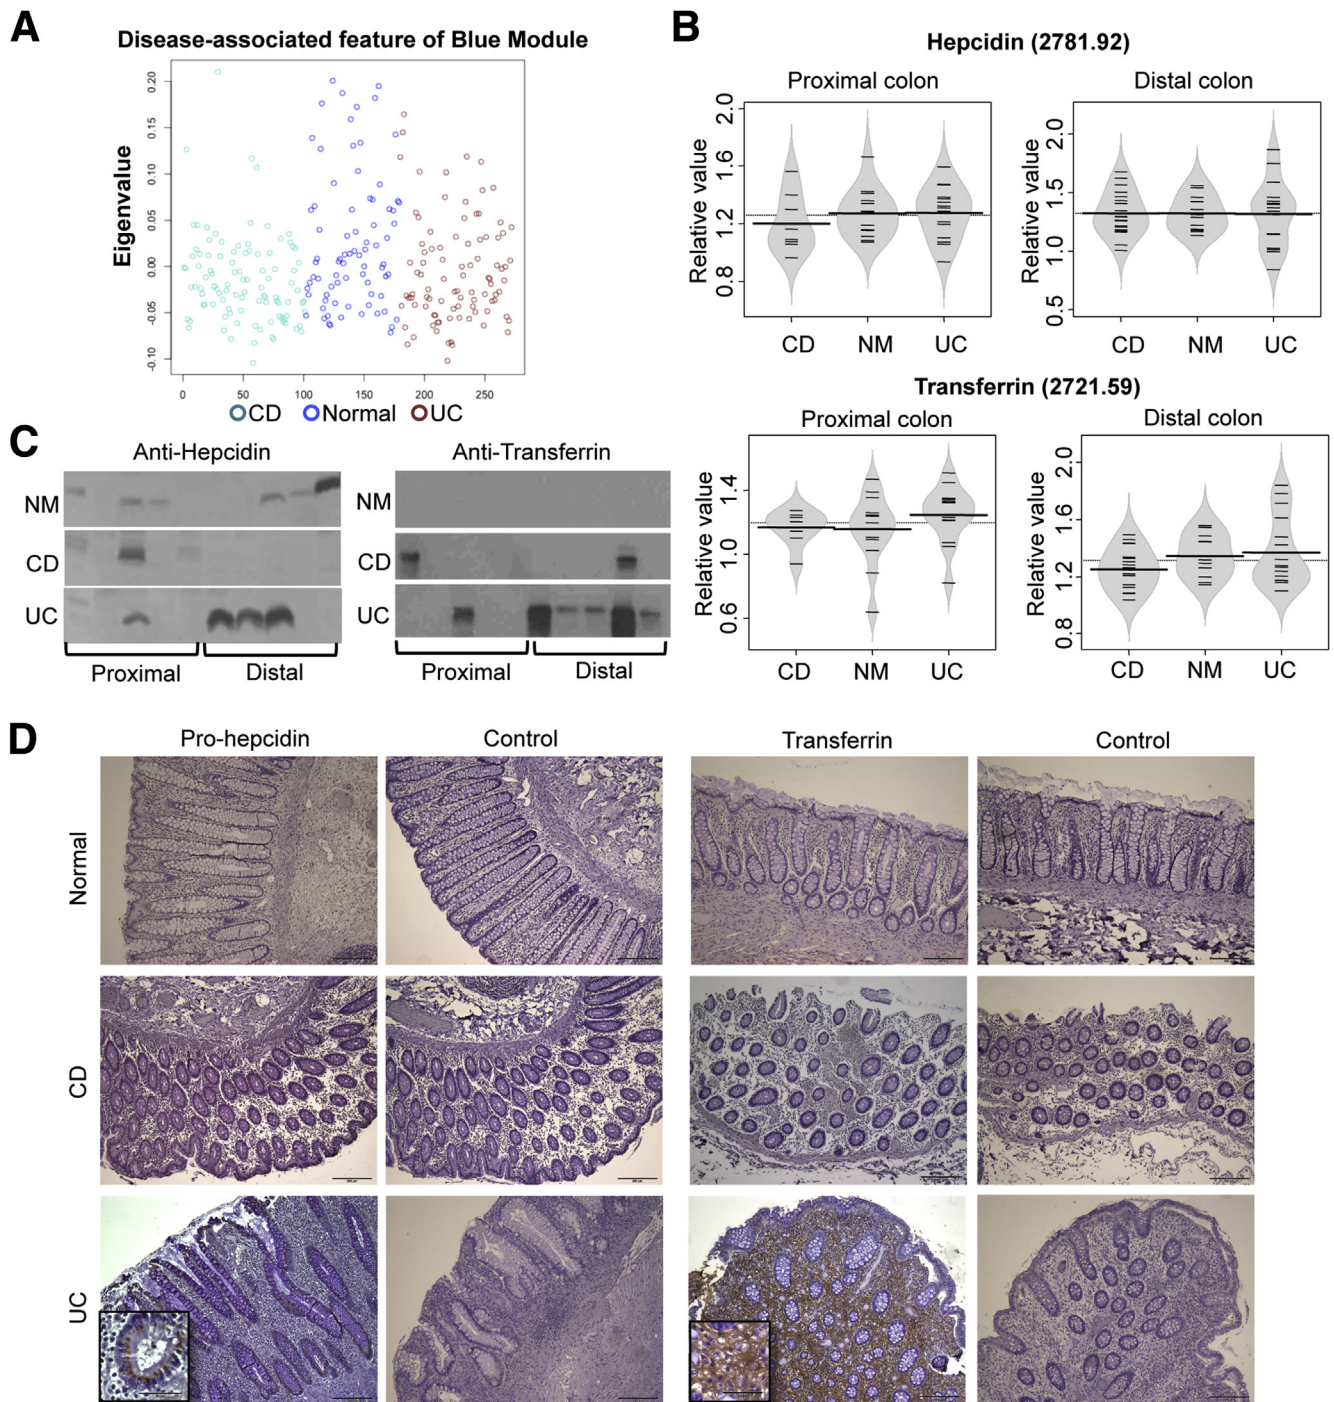 A
Disease-associated feature of Blue Module
Eigenvalue
0.20
0.15
0.10
0.05
0.00
-0.05
-0.10
0 50 100 150 200 250
CD Normal UC
B
Hepcidin (2781.92)
Proximal colon Distal colon
Relative value
2.0
1.6
1.2
0.8
CD NM UC
Relative value
2.0
1.5
1.0
0.5
CD NM UC
Transferrin (2721.59)
Proximal colon Distal colon
Relative value
1.4
1.0
0.6
CD NM UC
Relative value
2.0
1.6
1.2
0.8
CD NM UC
C
Anti-Hepcidin Anti-Transferrin
NM NM
CD CD
UC UC
Proximal Distal Proximal Distal
D
Pro-hepcidin Control Transferrin Control
Normal
CD
UC